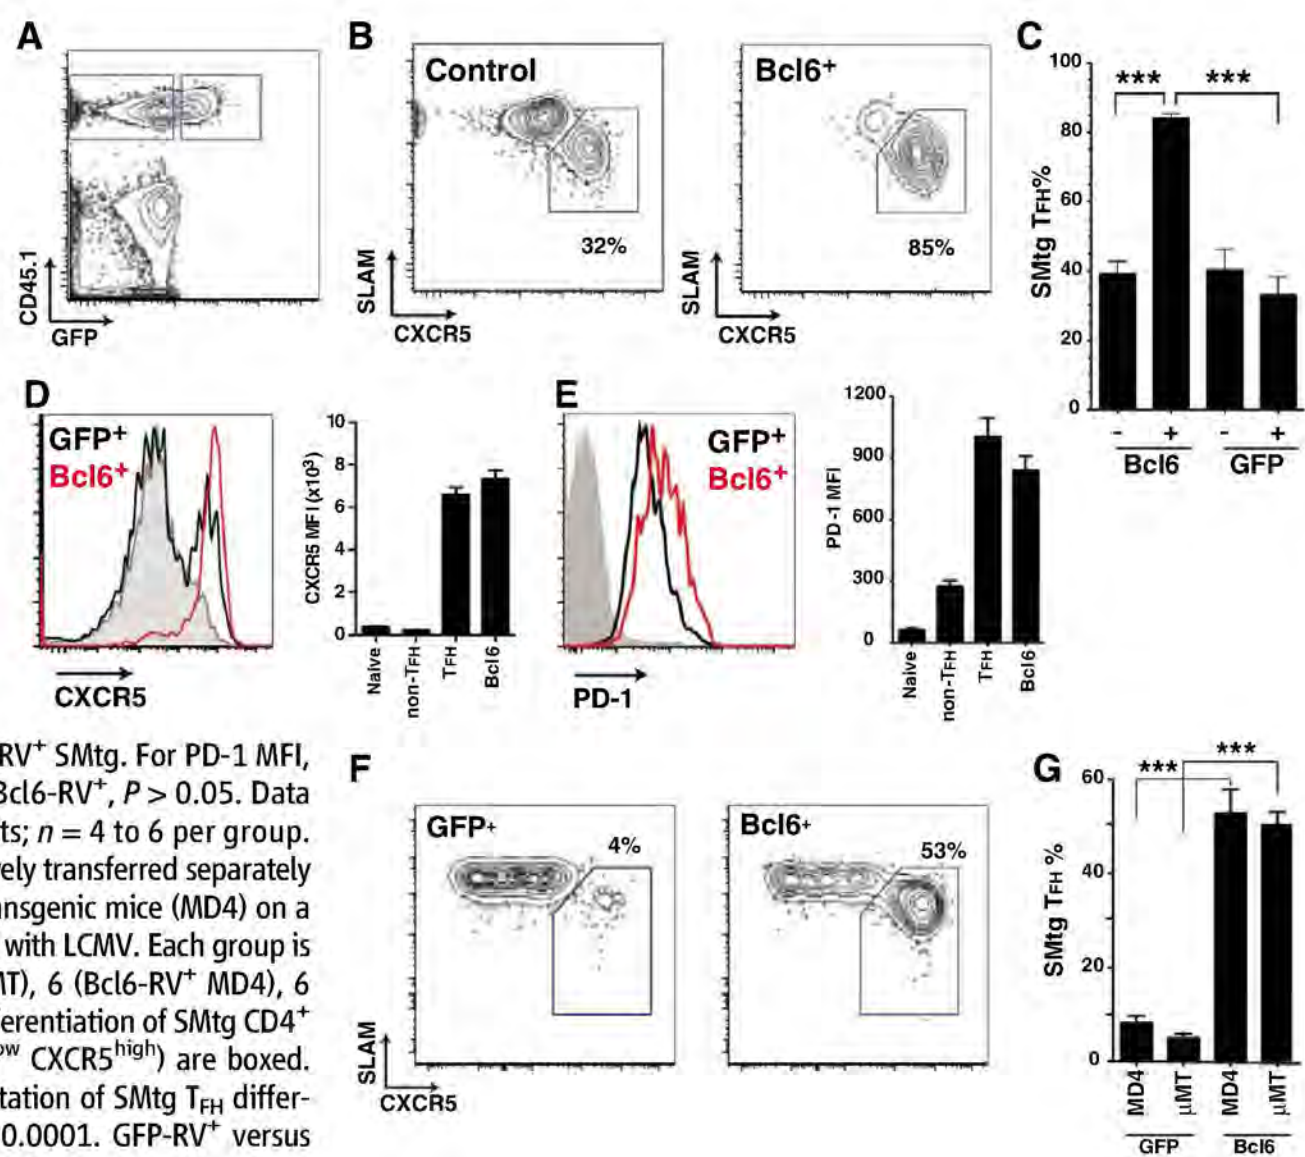 A
CD45.1
GFP
B
Control
32%
SLAM
CXCR5
Bcl6+
85%
SLAM
CXCR5
C
***
***
SMtg TFH%
100
80
60
40
20
0
- + - +
Bcl6 GFP
D
GFP+
Bcl6+
CXCR5
CXCR5 MFI (x10³)
10
8
6
4
2
0
Naive
non-TFH
TFH
Bcl6
E
GFP+
Bcl6+
PD-1
PD-1 MFI
1200
900
600
300
0
Naive
non-TFH
TFH
Bcl6
RV+ SMtg. For PD-1 MFI,
Bcl6-RV+, P > 0.05. Data
ts; n = 4 to 6 per group.
ely transferred separately
ansgenic mice (MD4) on a
with LCMV. Each group is
MT), 6 (Bcl6-RV+ MD4), 6
ferentiation of SMtg CD4+
ow CXCR5high) are boxed.
tation of SMtg TFH differ-
0.0001. GFP-RV+ versus
F
GFP+
4%
SLAM
CXCR5
Bcl6+
53%
G
***
***
SMtg TFH %
60
40
20
0
MD4
µMT
MD4
µMT
GFP Bcl6